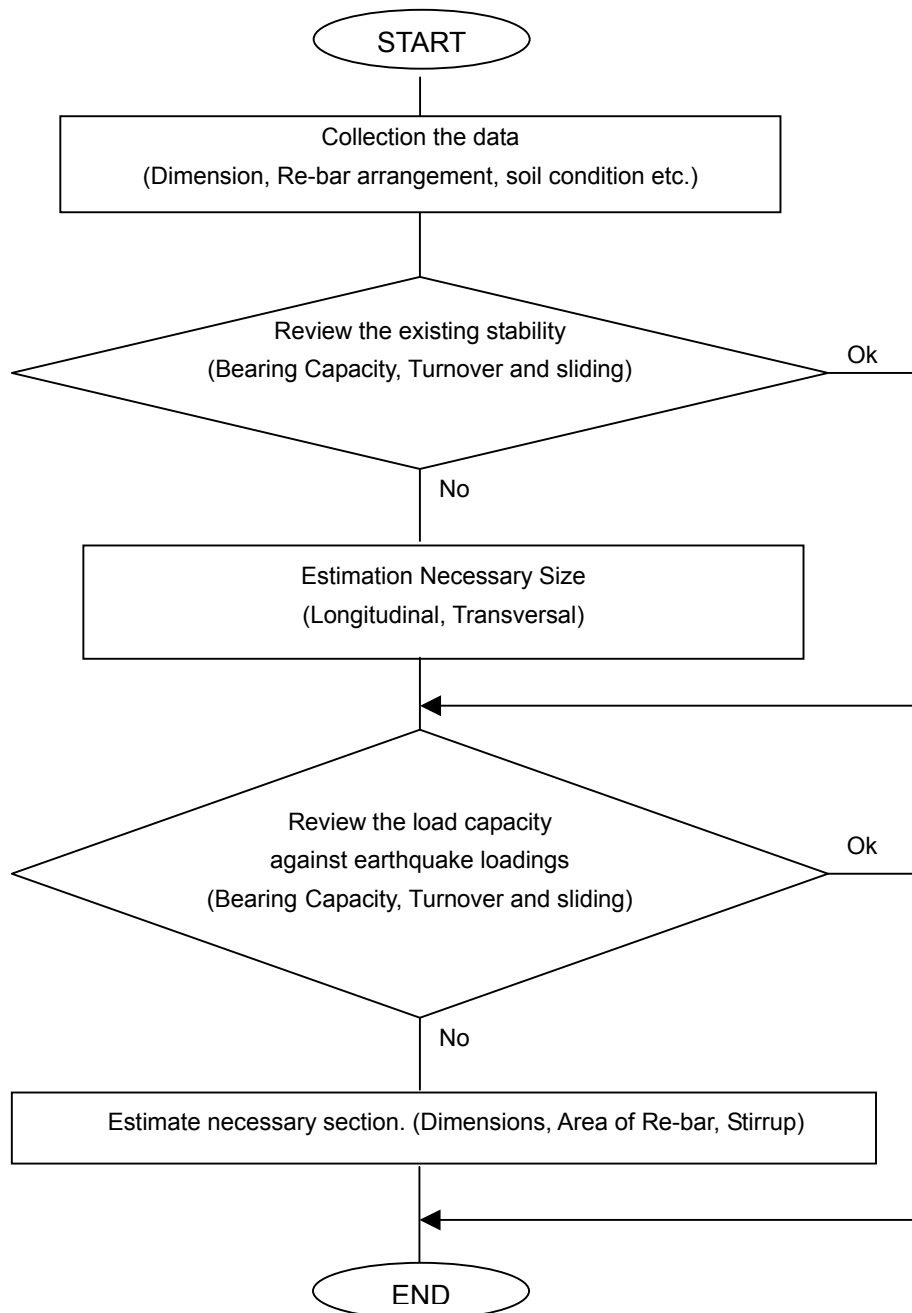 START
Collection the data
(Dimension, Re-bar arrangement, soil condition etc.)
Review the existing stability
(Bearing Capacity, Turnover and sliding)
Ok
No
Estimation Necessary Size
(Longitudinal, Transversal)
Review the load capacity
against earthquake loadings
(Bearing Capacity, Turnover and sliding)
Ok
No
Estimate necessary section. (Dimensions, Area of Re-bar, Stirrup)
END